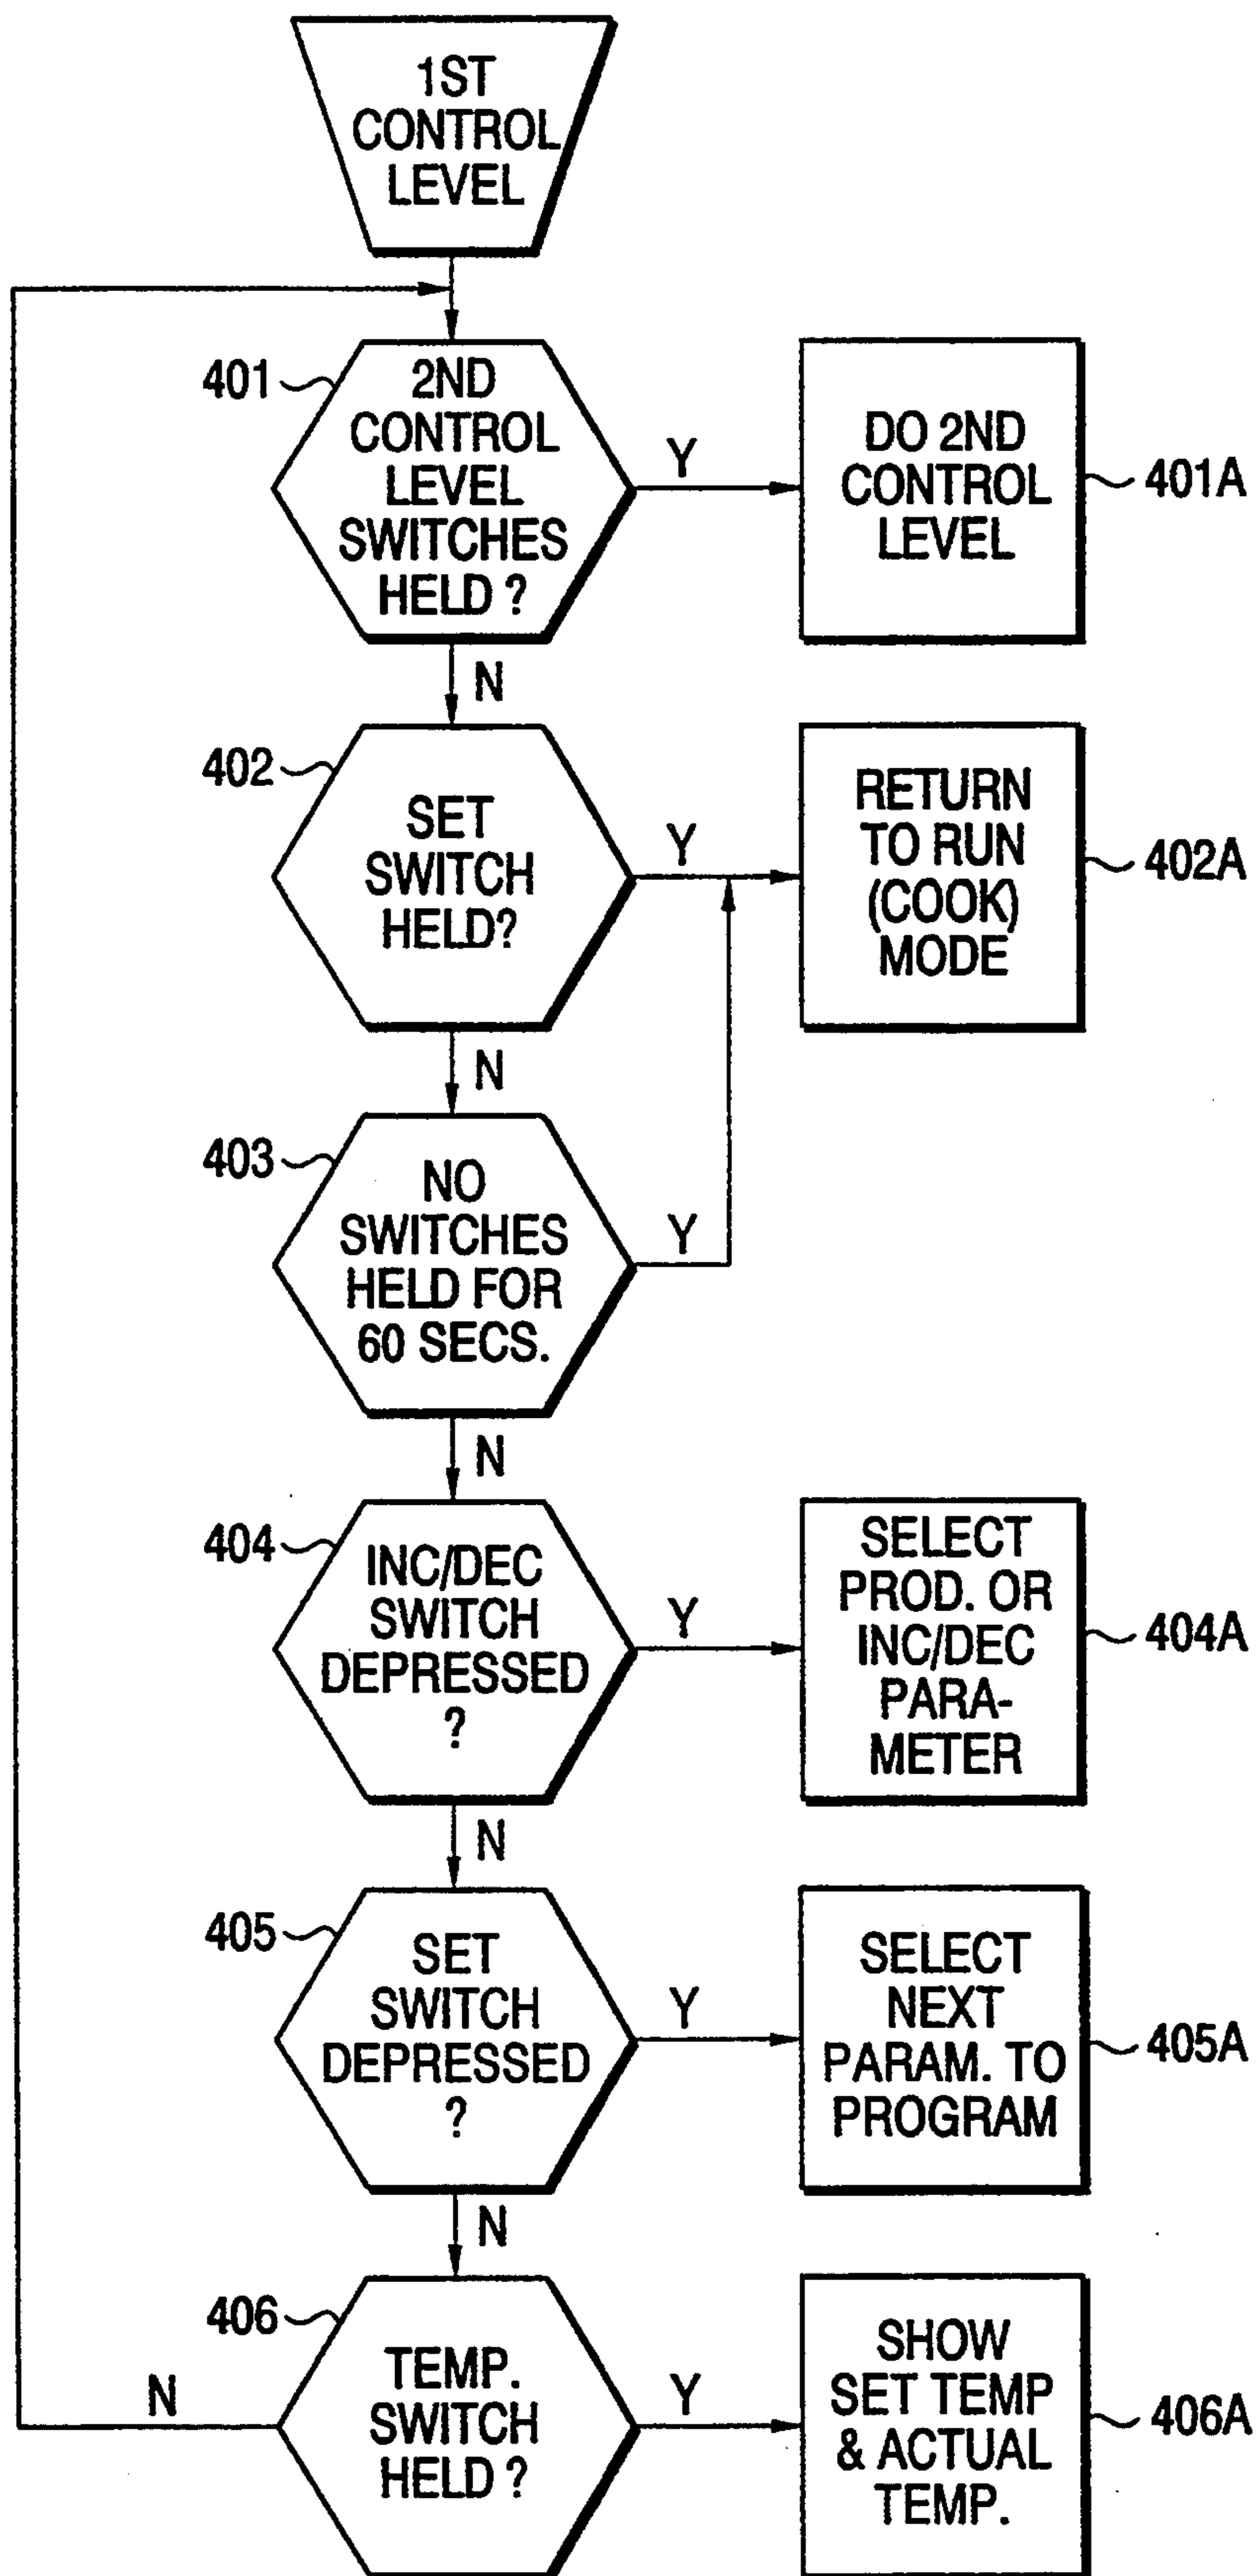 1ST
CONTROL
LEVEL
401
2ND
CONTROL
LEVEL
SWITCHES
HELD ?
Y
DO 2ND
CONTROL
LEVEL
401A
N
402
SET
SWITCH
HELD?
Y
RETURN
TO RUN
(COOK)
MODE
402A
N
403
NO
SWITCHES
HELD FOR
60 SECS.
Y
N
404
INC/DEC
SWITCH
DEPRESSED
?
Y
SELECT
PROD. OR
INC/DEC
PARA-
METER
404A
N
405
SET
SWITCH
DEPRESSED
?
Y
SELECT
NEXT
PARAM. TO
PROGRAM
405A
N
406
TEMP.
SWITCH
HELD ?
N
Y
SHOW
SET TEMP
& ACTUAL
TEMP.
406A